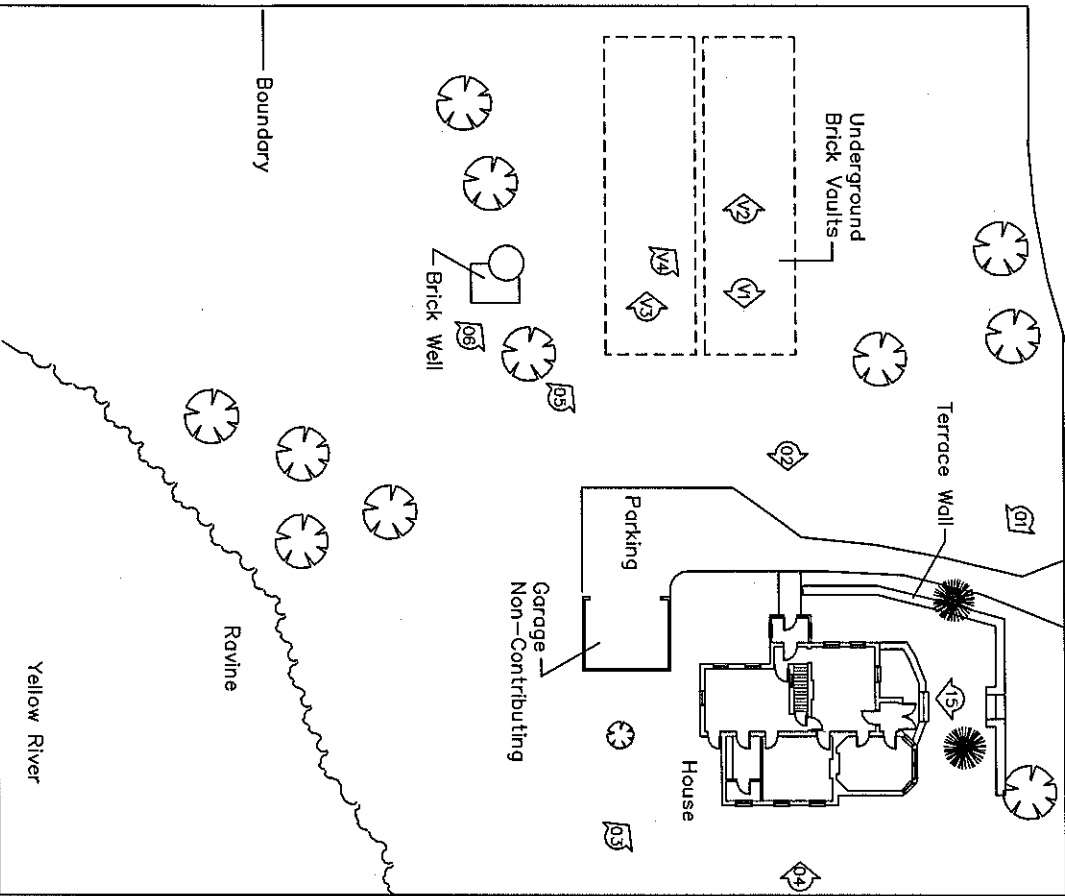 Boundary
Underground
Brick Vaults
V2
V1
V4
V3
Brick Well
06
05
02
01
Terrace Wall
Parking
Garage
Non-Contributing
15
House
03
04
Ravine
Yellow River